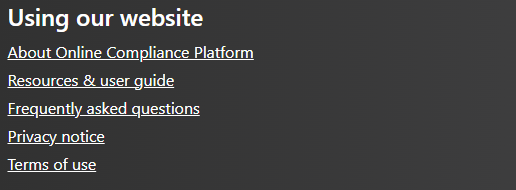 Using our website
About Online Compliance Platform
Resources & user guide
Frequently asked questions
Privacy notice
Terms of use